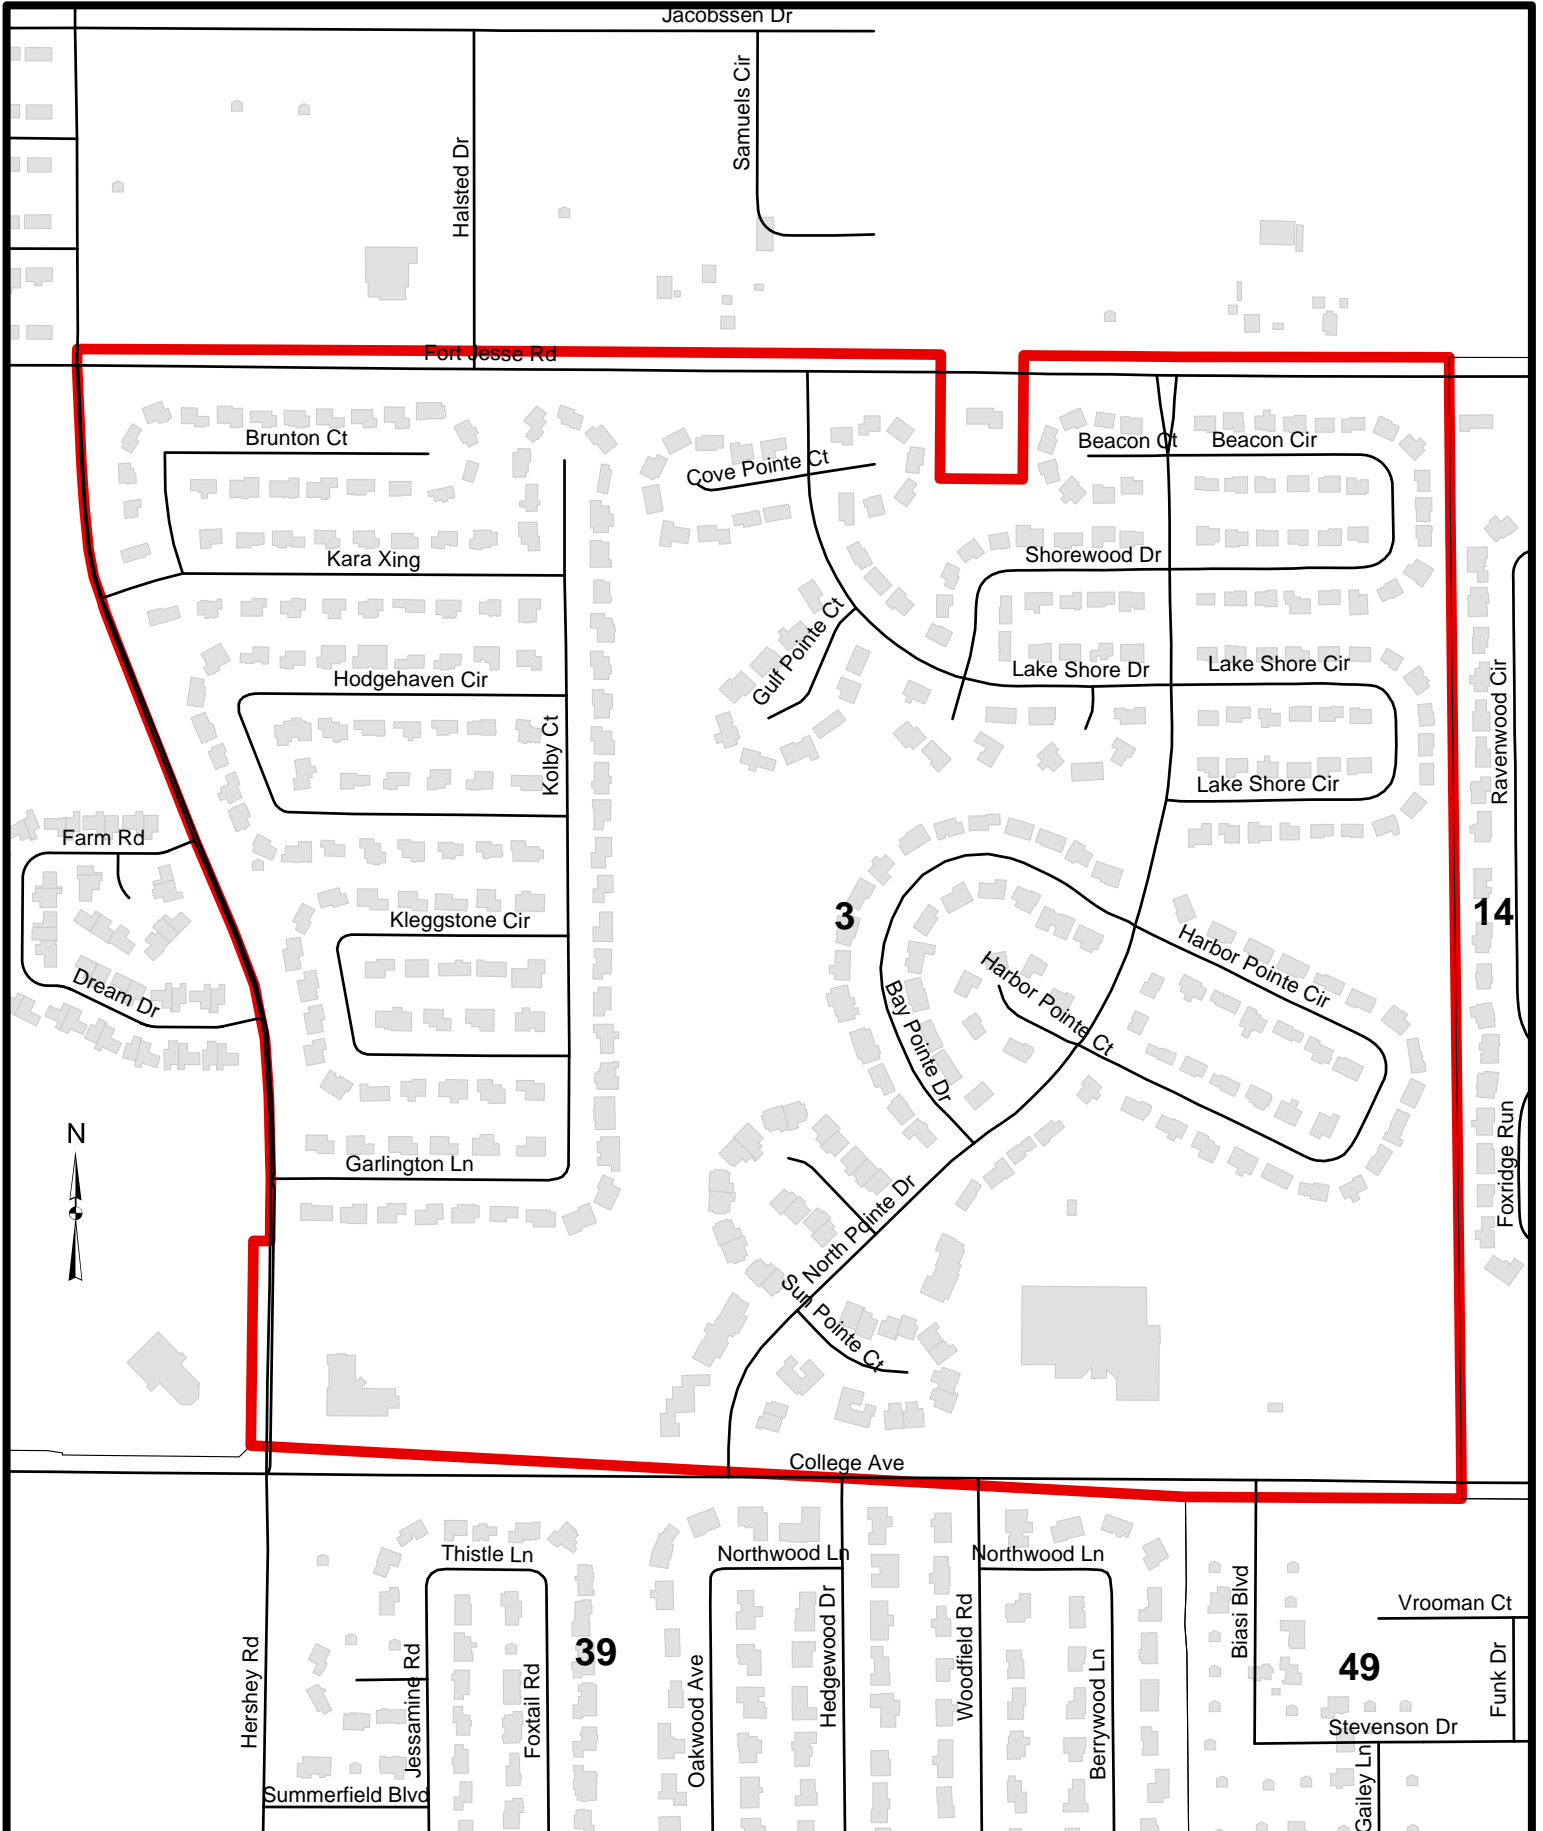 Jacobssen Dr
Samuels Cir
Halsted Dr
Fort Jesse Rd
Brunton Ct
Beacon Ct
Beacon Cir
Cove Pointe Ct
Kara Xing
Shorewood Dr
Gulf Pointe Ct
Lake Shore Dr
Lake Shore Cir
Hodgehaven Cir
Ravenwood Cir
Kolby Ct
Lake Shore Cir
Farm Rd
Kleggstone Cir
3
14
Harbor Pointe Cir
Harbor Pointe Ct
Dream Dr
Bay Pointe Dr
N
Garlington Ln
Foxridge Run
North Pointe Dr
Sun Pointe Ct
College Ave
Thistle Ln
Northwood Ln
Northwood Ln
Biasi Blvd
Vrooman Ct
Hershey Rd
Jessamine Rd
Foxtail Rd
39
Oakwood Ave
Hedgewood Dr
Woodfield Rd
Berrywood Ln
49
Funk Dr
Stevenson Dr
Gailey Ln
Summerfield Blvd